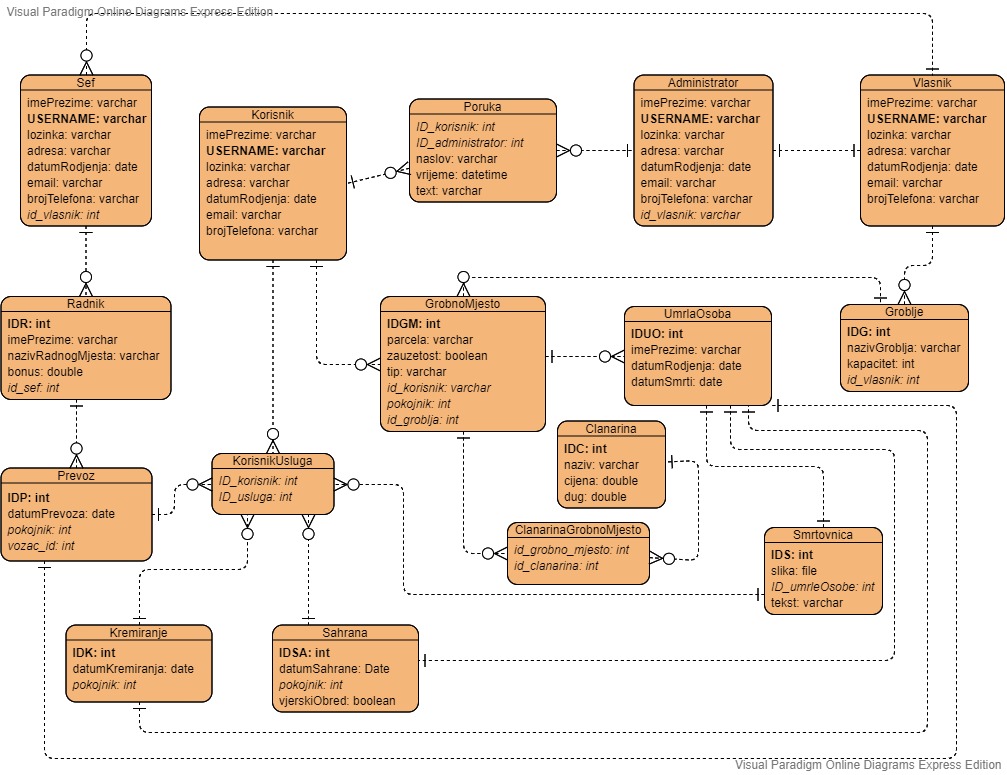 Visual Paradigm Online Diagrams Express Edition
Sef
imePrezime: varchar
USERNAME: varchar
lozinka: varchar
adresa: varchar
datumRodjenja: date
email: varchar
brojTelefona: varchar
id_vlasnik: int
Korisnik
imePrezime: varchar
USERNAME: varchar
lozinka: varchar
adresa: varchar
datumRodjenja: date
email: varchar
brojTelefona: varchar
Poruka
ID_korisnik: int
ID_administrator: int
naslov: varchar
vrijeme: datetime
text: varchar
Administrator
imePrezime: varchar
USERNAME: varchar
lozinka: varchar
adresa: varchar
datumRodjenja: date
email: varchar
brojTelefona: varchar
id_vlasnik: varchar
Vlasnik
imePrezime: varchar
USERNAME: varchar
lozinka: varchar
adresa: varchar
datumRodjenja: date
email: varchar
brojTelefona: varchar
Radnik
IDR: int
imePrezime: varchar
nazivRadnogMjesta: varchar
bonus: double
id_sef: int
GrobnoMjesto
IDGM: int
parcela: varchar
zauzetost: boolean
tip: varchar
id_korisnik: varchar
pokojnik: int
id_groblja: int
UmrlaOsoba
IDUO: int
imePrezime: varchar
datumRodjenja: date
datumSmrti: date
Groblje
IDG: int
nazivGroblja: varchar
kapacitet: int
id_vlasnik: int
Clanarina
IDC: int
naziv: varchar
cijena: double
dug: double
Prevoz
IDP: int
datumPrevoza: date
pokojnik: int
vozac_id: int
KorisnikUsluga
ID_korisnik: int
ID_usluga: int
ClanarinaGrobnoMjesto
id_grobno_mjesto: int
id_clanarina: int
Smrtovnica
IDS: int
slika: file
ID_umrleOsobe: int
tekst: varchar
Kremiranje
IDK: int
datumKremiranja: date
pokojnik: int
Sahrana
IDSA: int
datumSahrane: Date
pokojnik: int
vjerskiObred: boolean
Visual Paradigm Online Diagrams Express Edition